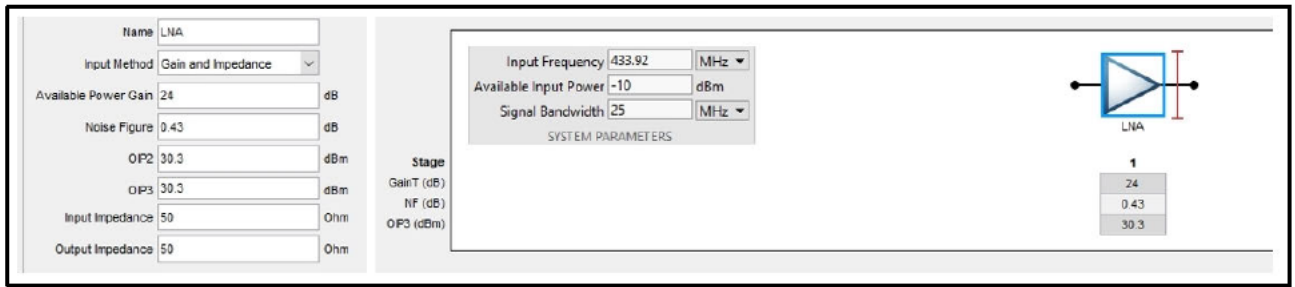 Name LNA
Input Method Gain and Impedance
Available Power Gain 24 dB
Noise Figure 0.43 dB
OIP2 30.3 dBm
OIP3 30.3 dBm
Input Impedance 50 Ohm
Output Impedance 50 Ohm
Input Frequency 433.92 MHz
Available Input Power -10 dBm
Signal Bandwidth 25 MHz
SYSTEM PARAMETERS
LNA
Stage 1
GainT (dB) 24
NF (dB) 0.43
OIP3 (dBm) 30.3